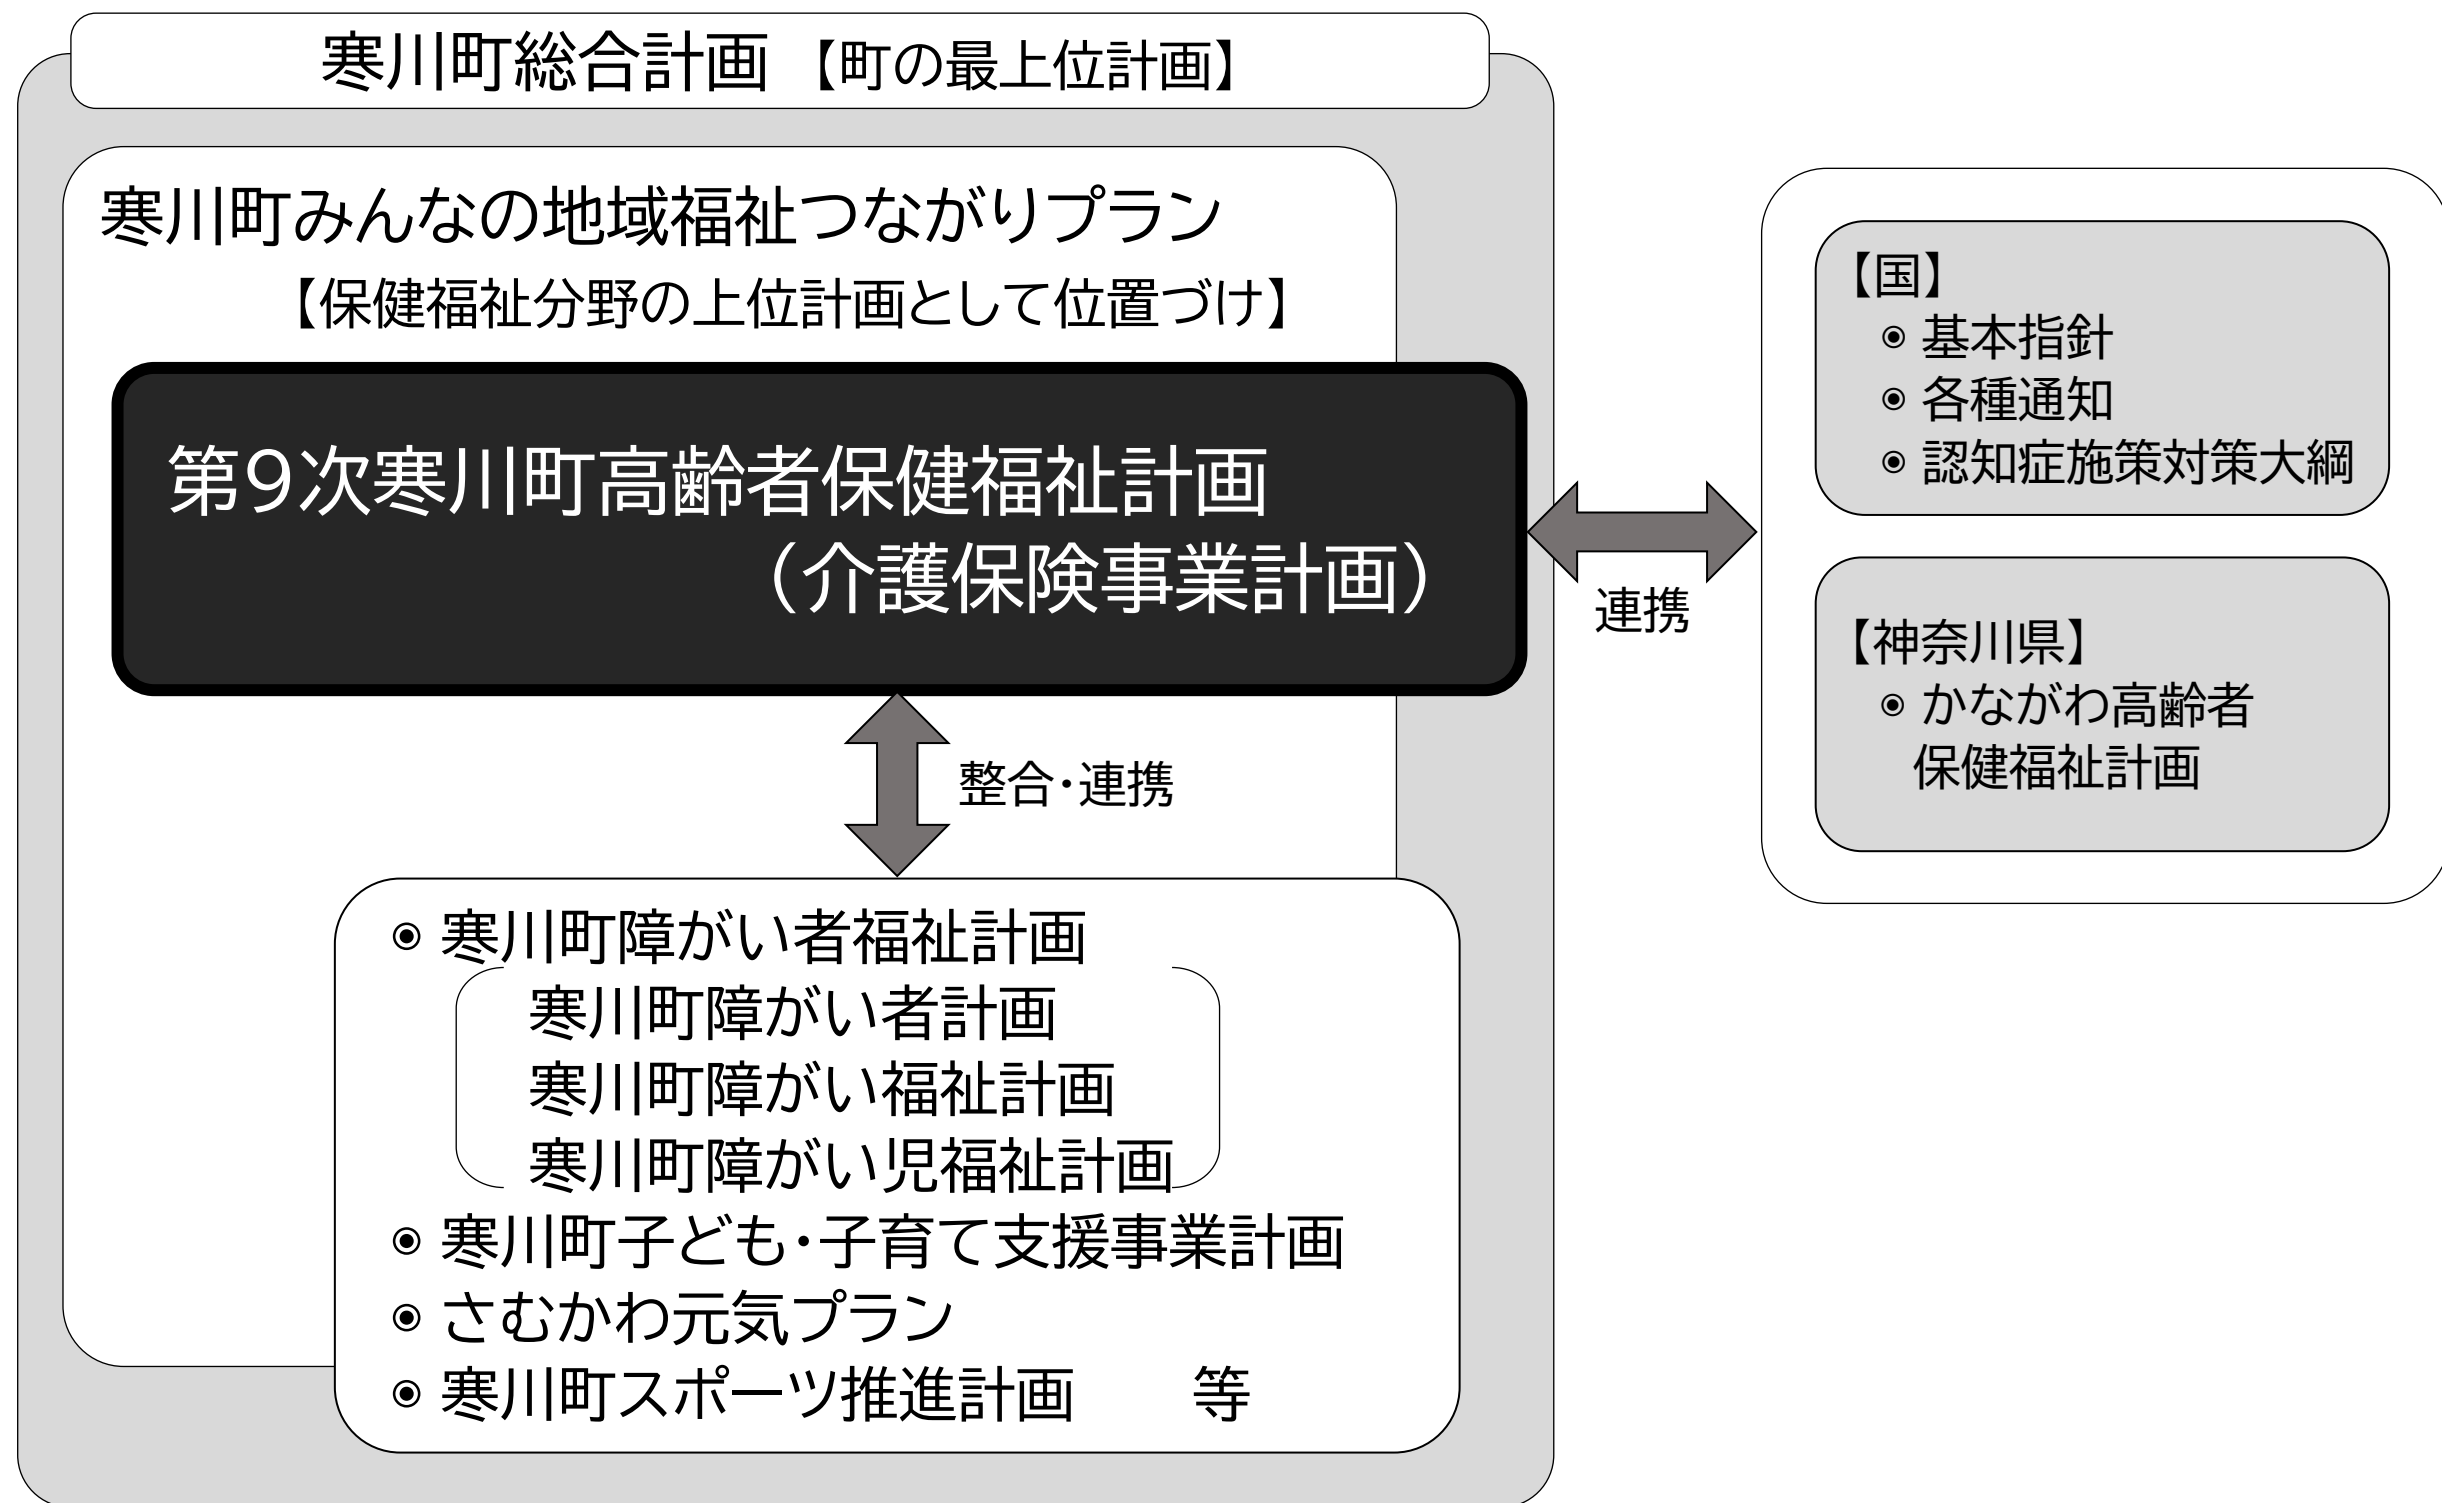 寒川町総合計画 【町の最上位計画】
寒川町みんなの地域福祉つながりプラン
【保健福祉分野の上位計画として位置づけ】
第9次寒川町高齢者保健福祉計画
（介護保険事業計画）
整合・連携
◉ 寒川町障がい者福祉計画
寒川町障がい者計画
寒川町障がい福祉計画
寒川町障がい児福祉計画
◉ 寒川町子ども・子育て支援事業計画
◉ さむかわ元気プラン
◉ 寒川町スポーツ推進計画　　等
連携
【国】
◉ 基本指針
◉ 各種通知
◉ 認知症施策対策大綱
【神奈川県】
◉ かながわ高齢者
保健福祉計画